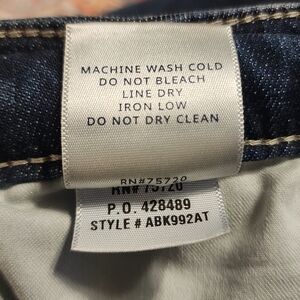 MACHINE WASH COLD
DO NOT BLEACH
LINE DRY
IRON LOW
DO NOT DRY CLEAN
RN#75720
RN#75720
P.O. 428489
STYLE # ABK992AT